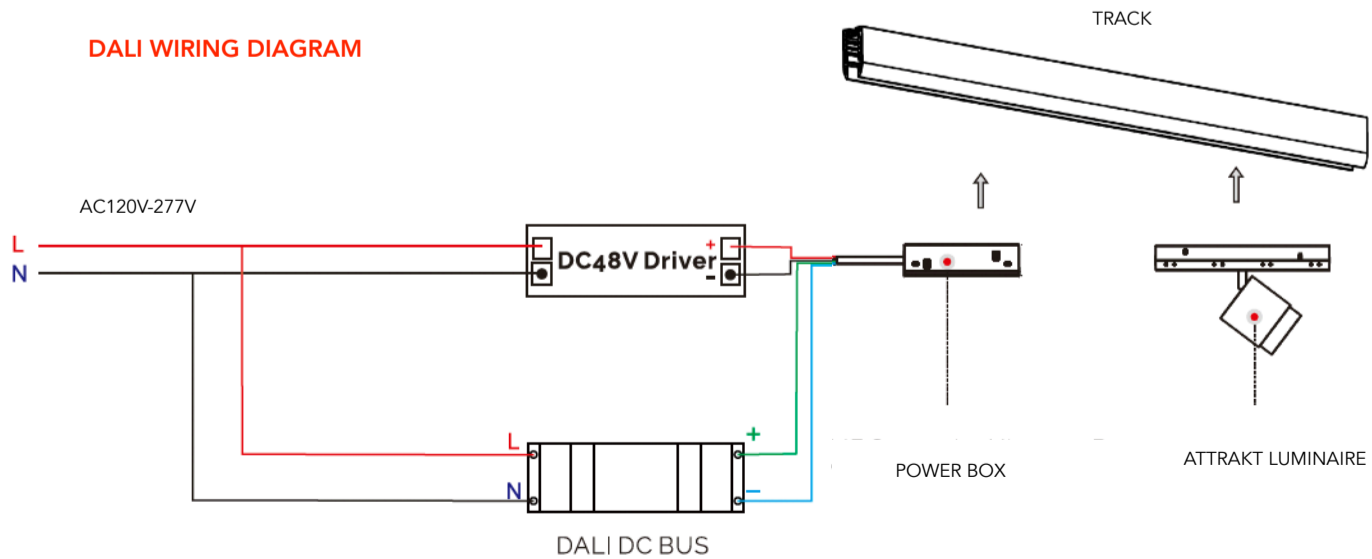 TRACK
DALI WIRING DIAGRAM
AC120V-277V
L
N
DC48V Driver
+
-
L
N
+
-
POWER BOX
ATTRAKT LUMINAIRE
DALI DC BUS